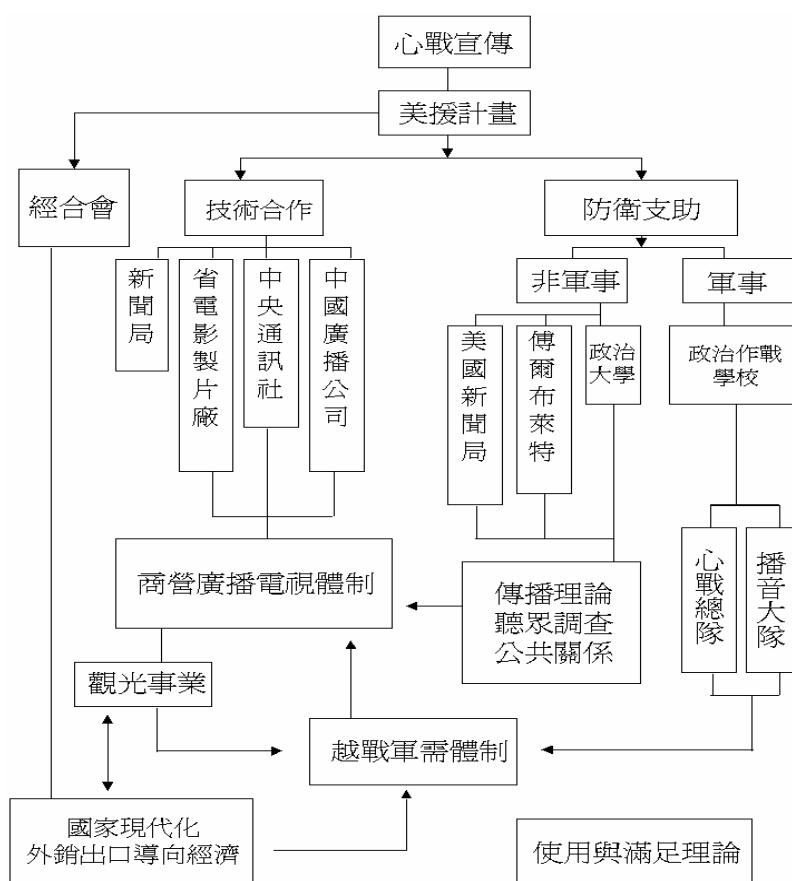 心戰宣傳
美援計畫
經合會
技術合作
防衛支助
新聞局
省電影製片廠
中央通訊社
中國廣播公司
非軍事
軍事
美國新聞局
傅爾布萊特
政治
大學
政治作戰
學校
商營廣播電視體制
傳播理論
聽眾調查
公共關係
心戰總隊
播音大隊
觀光事業
越戰軍需體制
國家現代化
外銷出口導向經濟
使用與滿足理論